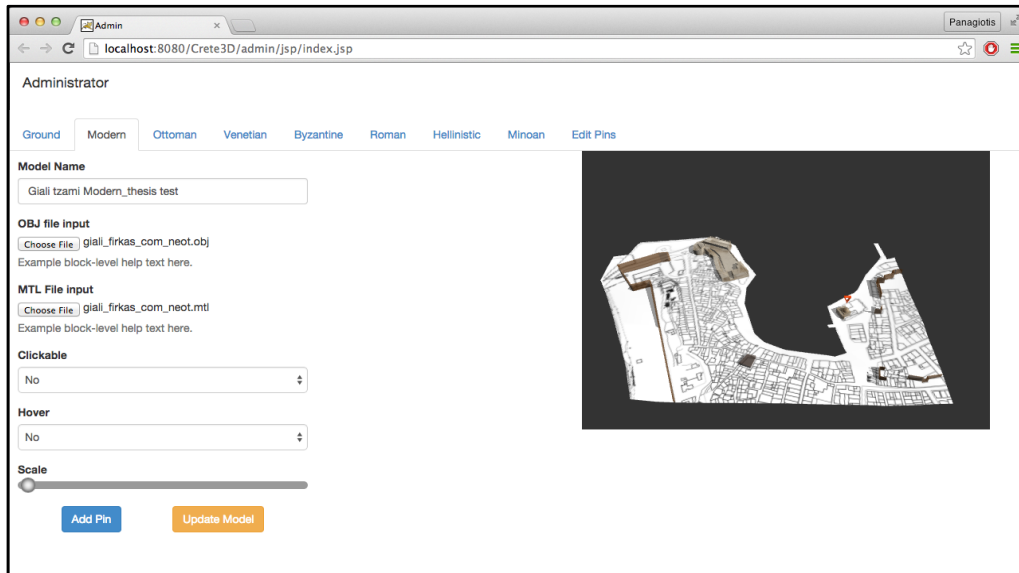 Admin
Panagiotis
localhost:8080/Crete3D/admin/jsp/index.jsp
Administrator
Ground Modern Ottoman Venetian Byzantine Roman Hellinistic Minoan Edit Pins
Model Name
Giali tzami Modern_thesis test
OBJ file input
Choose File giali_firkas_com_neot.obj
Example block-level help text here.
MTL File input
Choose File giali_firkas_com_neot.mtl
Example block-level help text here.
Clickable
No
Hover
No
Scale
Add Pin Update Model